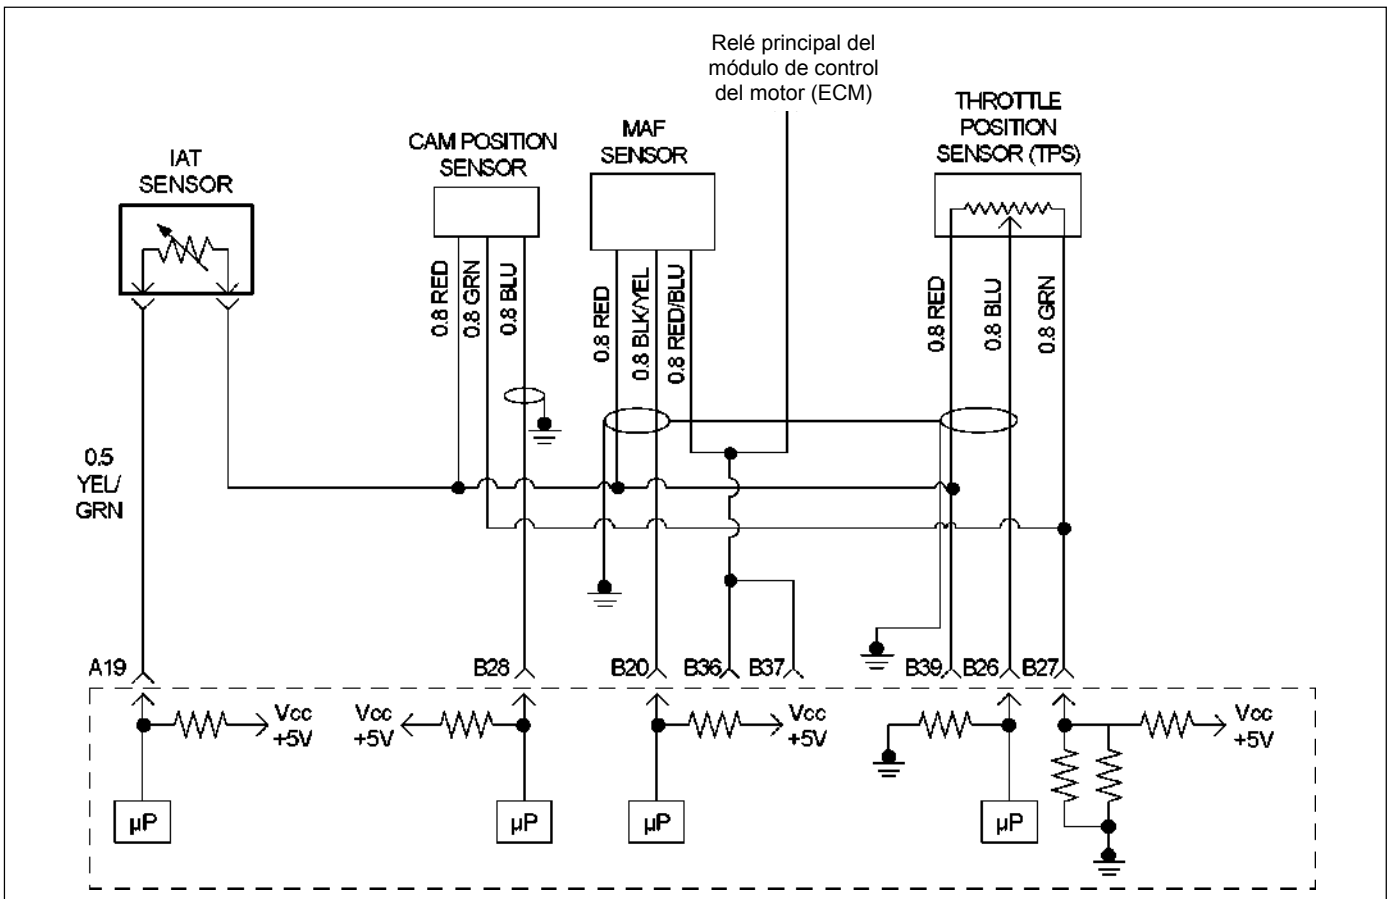 Relé principal del
módulo de control
del motor (ECM)
THROTTLE
POSITION
SENSOR (TPS)
MAF
SENSOR
CAM POSITION
SENSOR
IAT
SENSOR
0.8 RED
0.8 GRN
0.8 BLU
0.8 RED
0.8 BLK/YEL
0.8 RED/BLU
0.8 RED
0.8 BLU
0.8 GRN
0.5
YEL/
GRN
A19
B28
B20
B36
B37
B39
B26
B27
Vcc
+5V
Vcc
+5V
Vcc
+5V
Vcc
+5V
µP
µP
µP
µP